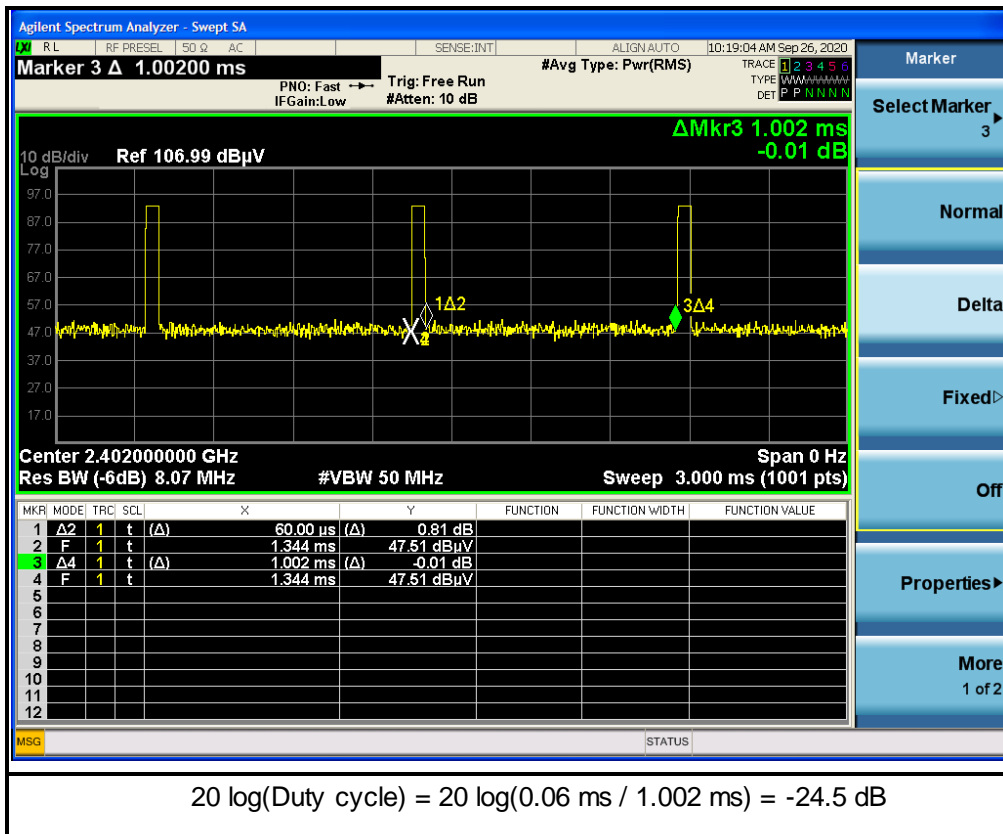 Agilent Spectrum Analyzer - Swept SA
LXI RL RF PRESEL 50 Ω AC SENSE:INT ALIGN AUTO 10:19:04 AM Sep 26, 2020
Marker 3 Δ 1.00200 ms
PNO: Fast
IFGain:Low
Trig: Free Run
#Atten: 10 dB
#Avg Type: Pwr(RMS)
TRACE 1 2 3 4 5 6
TYPE WWWWWW
DET P P N N N N
ΔMkr3 1.002 ms
-0.01 dB
10 dB/div Ref 106.99 dBµV
Log
97.0
87.0
77.0
67.0
57.0
47.0
37.0
27.0
17.0
1Δ2
3Δ4
Center 2.402000000 GHz Span 0 Hz
Res BW (-6dB) 8.07 MHz #VBW 50 MHz Sweep 3.000 ms (1001 pts)
MKR MODE TRC SCL X Y FUNCTION FUNCTION WIDTH FUNCTION VALUE
1 Δ2 1 t (Δ) 60.00 µs (Δ) 0.81 dB
2 F 1 t 1.344 ms 47.51 dBµV
3 Δ4 1 t (Δ) 1.002 ms (Δ) -0.01 dB
4 F 1 t 1.344 ms 47.51 dBµV
5
6
7
8
9
10
11
12
MSG STATUS
Marker
Select Marker
3
Normal
Delta
Fixed
Off
Properties
More
1 of 2
20 log(Duty cycle) = 20 log(0.06 ms / 1.002 ms) = -24.5 dB